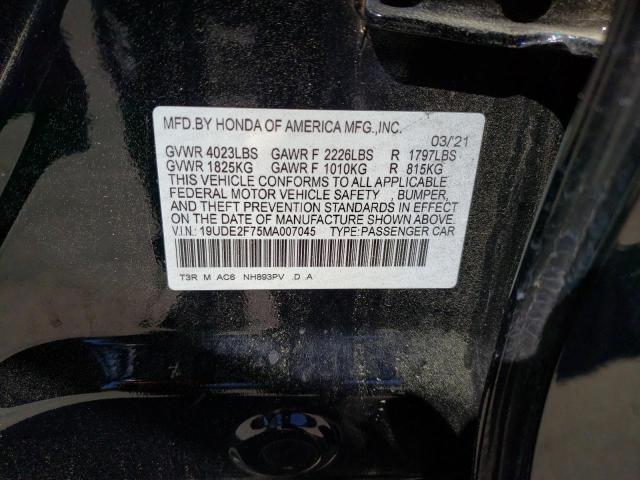 MFD.BY HONDA OF AMERICA MFG.,INC.
03/21
GVWR 4023LBS GAWR F 2226LBS R 1797LBS
GVWR 1825KG GAWR F 1010KG R 815KG
THIS VEHICLE CONFORMS TO ALL APPLICABLE
FEDERAL MOTOR VEHICLE SAFETY , BUMPER,
AND THEFT PREVENTION STANDARDS IN EFFECT
ON THE DATE OF MANUFACTURE SHOWN ABOVE.
V.I.N: 19UDE2F75MA007045 TYPE:PASSENGER CAR
T3R M AC6 NH893PV .D .A